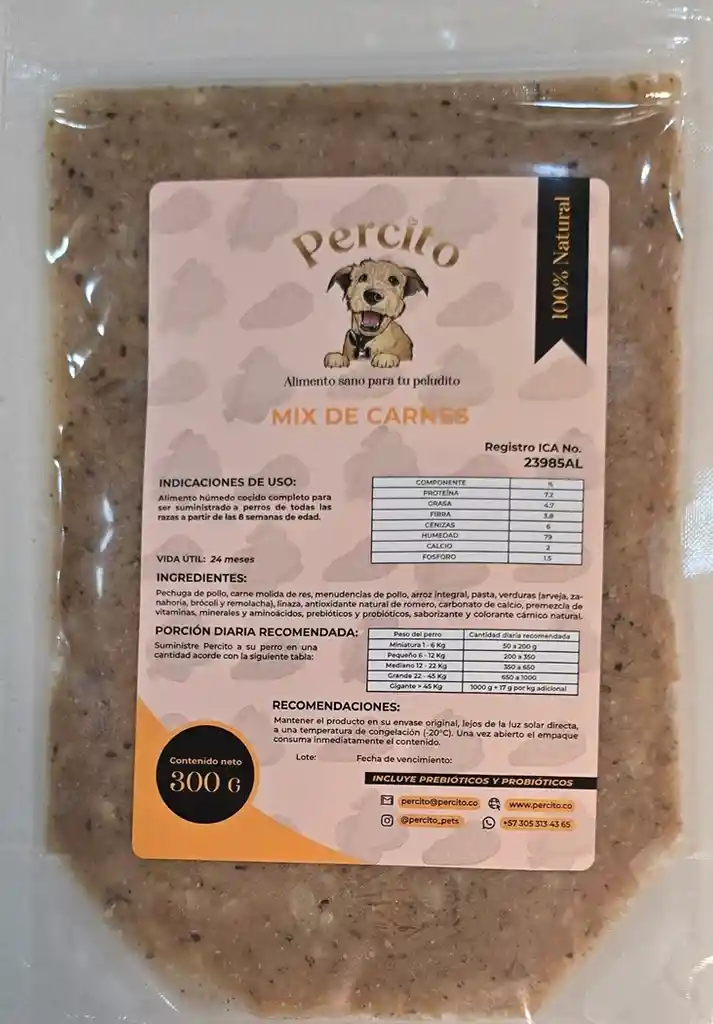 Percito
100% Natural
Alimento sano para tu peludito
MIX DE CARNES
Registro ICA No.
23985AL
INDICACIONES DE USO:
Alimento húmedo cocido completo para
ser suministrado a perros de todas las
razas a partir de las 8 semanas de edad.
COMPONENTE %
PROTEÍNA 7.2
GRASA 4.7
FIBRA 3.8
CENIZAS 6
HUMEDAD 79
CALCIO 2
FOSFORO 1.5
VIDA ÚTIL: 24 meses
INGREDIENTES:
Pechuga de pollo, carne molida de res, menudencias de pollo, arroz integral, pasta, verduras (arveja, za-
nahoria, brócoli y remolacha), linaza, antioxidante natural de romero, carbonato de calcio, premezcla de
vitaminas, minerales y aminoácidos, prebióticos y probióticos, saborizante y colorante cárnico natural.
PORCIÓN DIARIA RECOMENDADA:
Suministre Percito a su perro en una
cantidad acorde con la siguiente tabla:
Peso del perro Cantidad diaria recomendada
Miniatura 1 - 6 Kg 50 a 200 g
Pequeño 6 - 12 Kg 200 a 350
Mediano 12 - 22 Kg 350 a 650
Grande 22 - 45 Kg 650 a 1000
Gigante > 45 Kg 1000 g + 17 g por kg adicional
RECOMENDACIONES:
Mantener el producto en su envase original, lejos de la luz solar directa,
a una temperatura de congelación (-20°C). Una vez abierto el empaque
consuma inmediatamente el contenido.
Lote: Fecha de vencimiento:
Contenido neto
300 G
INCLUYE PREBIÓTICOS Y PROBIÓTICOS
percito@percito.co www.percito.co
@percito_pets +57 305 313 43 65